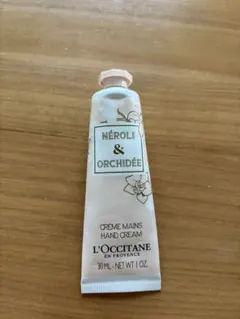 NÉROLI
&
ORCHIDÉE
CRÈME MAINS
HAND CREAM
L'OCCITANE
EN PROVENCE
30 ML - NET WT 1 OZ.